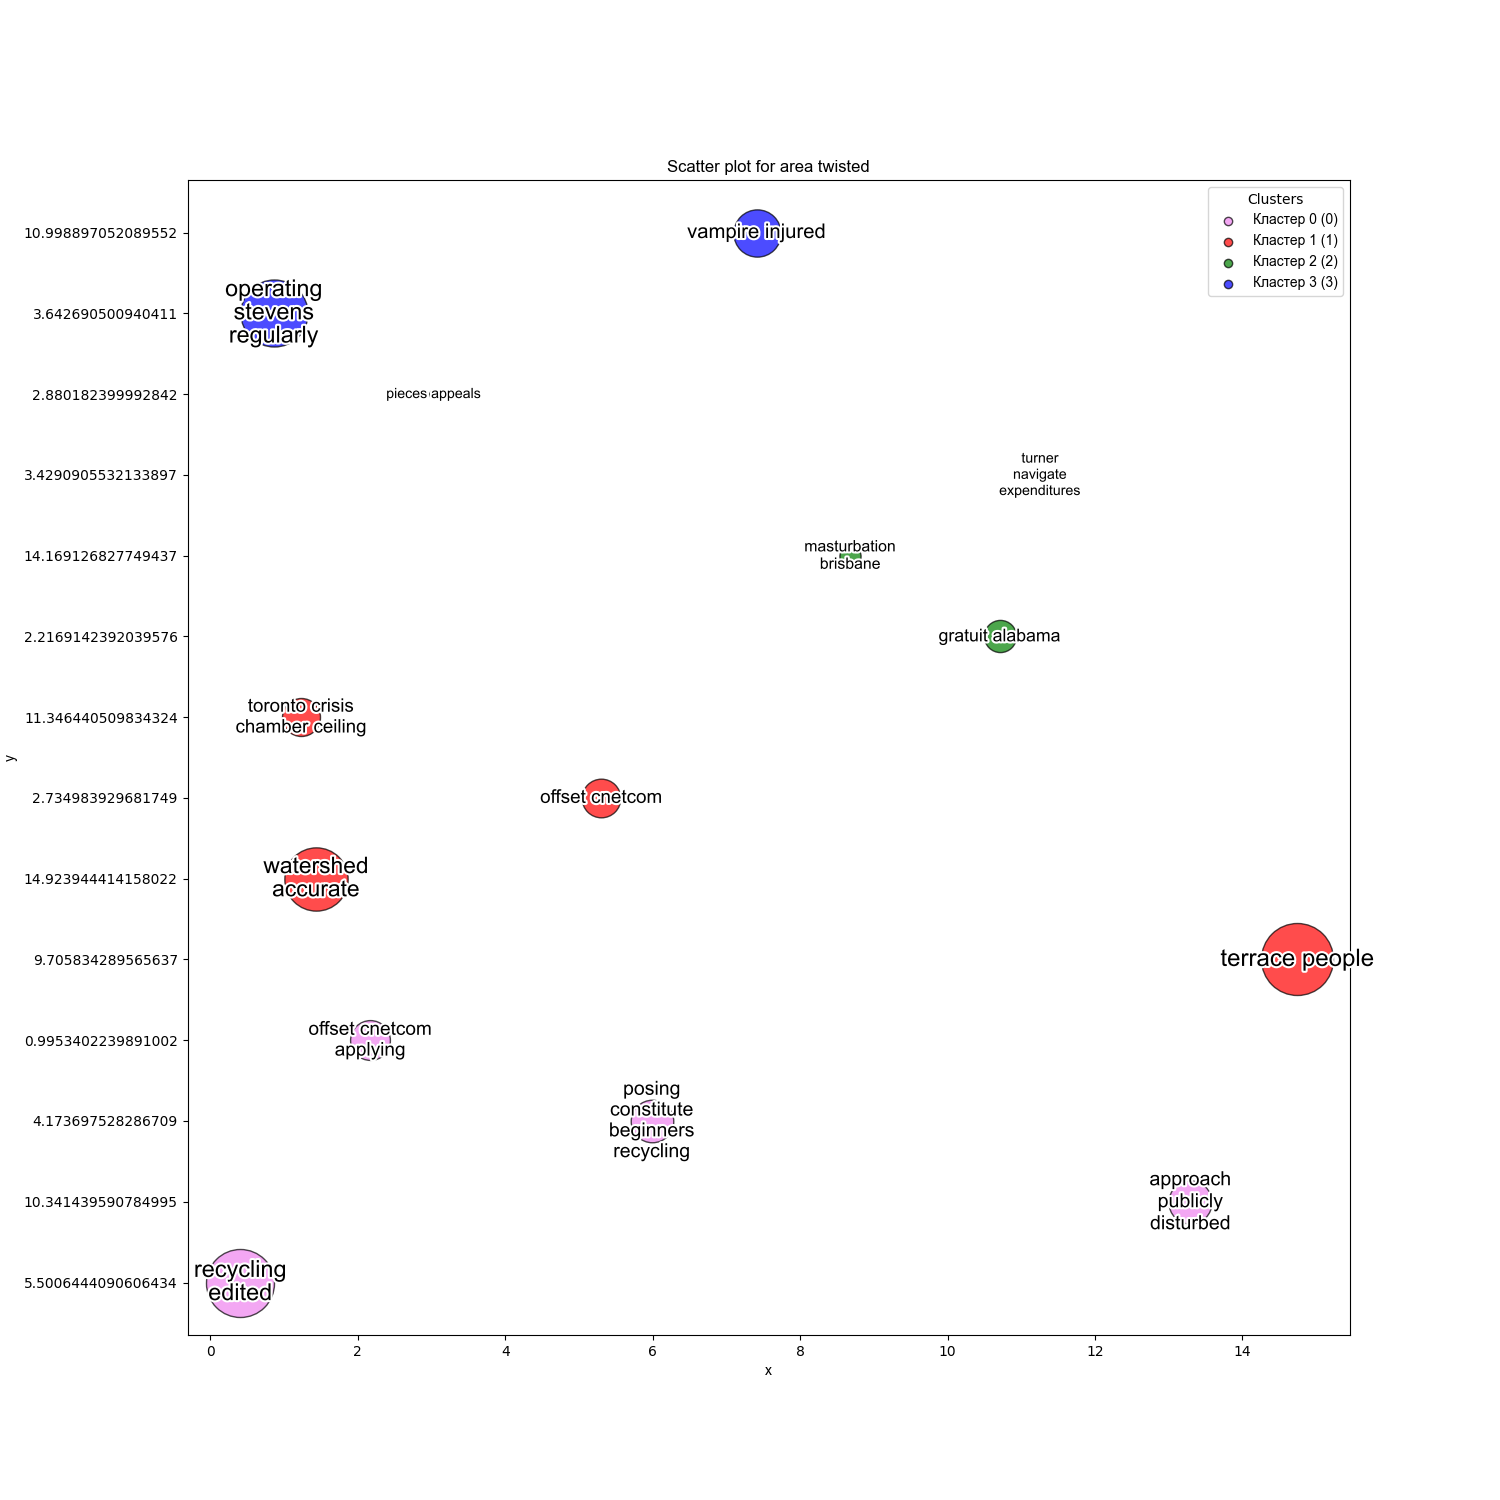 Scatter plot for area twisted
Clusters
Кластер 0 (0)
Кластер 1 (1)
Кластер 2 (2)
Кластер 3 (3)
10.998897052089552
3.642690500940411
2.880182399992842
3.4290905532133897
14.169126827749437
2.2169142392039576
11.346440509834324
2.734983929681749
14.923944414158022
9.705834289565637
0.9953402239891002
4.173697528286709
10.341439590784995
5.5006444090606434
y
vampire injured
operating
stevens
regularly
pieces appeals
turner
navigate
expenditures
masturbation
brisbane
gratuit alabama
toronto crisis
chamber ceiling
offset cnetcom
watershed
accurate
terrace people
offset cnetcom
applying
posing
constitute
beginners
recycling
approach
publicly
disturbed
recycling
edited
0 2 4 6 8 10 12 14
x